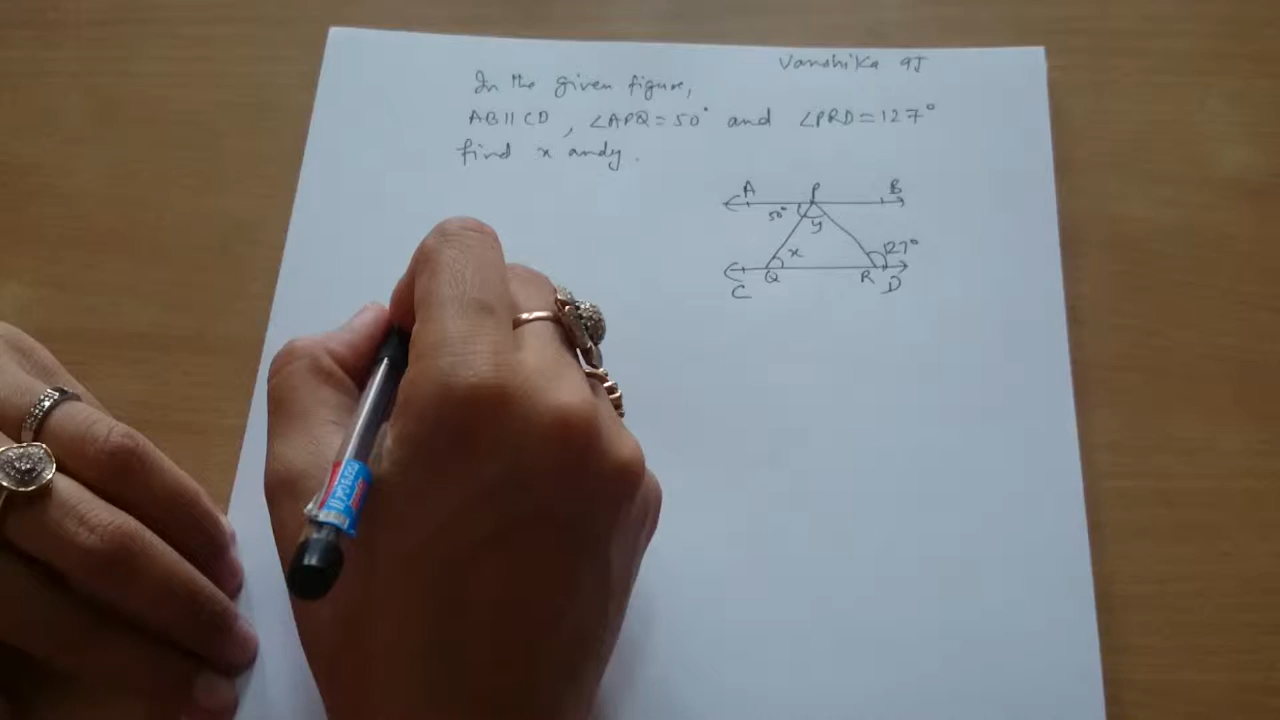 Vanshika 9J
In the given figure,
AB || CD , ∠APQ = 50° and ∠PRD = 127°
find x and y.
A P B
50° y
x 127°
C Q R D